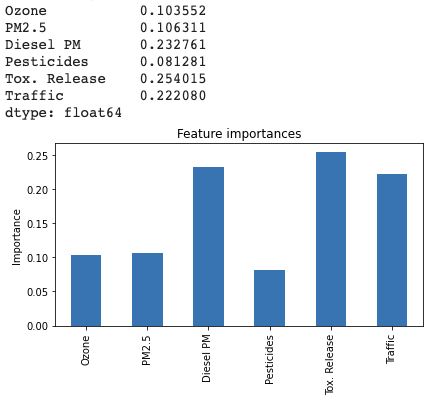 Ozone 0.103552
PM2.5 0.106311
Diesel PM 0.232761
Pesticides 0.081281
Tox. Release 0.254015
Traffic 0.222080
dtype: float64
Feature importances
Importance
0.25
0.20
0.15
0.10
0.05
0.00
Ozone
PM2.5
Diesel PM
Pesticides
Tox. Release
Traffic